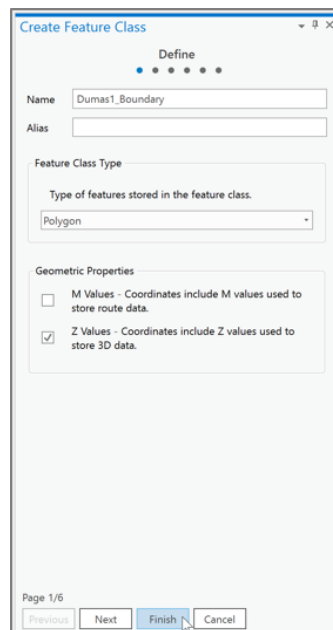 Create Feature Class
Define
Name Dumas1_Boundary
Alias
Feature Class Type
Type of features stored in the feature class.
Polygon
Geometric Properties
M Values - Coordinates include M values used to
store route data.
Z Values - Coordinates include Z values used to
store 3D data.
Page 1/6
Previous Next Finish Cancel